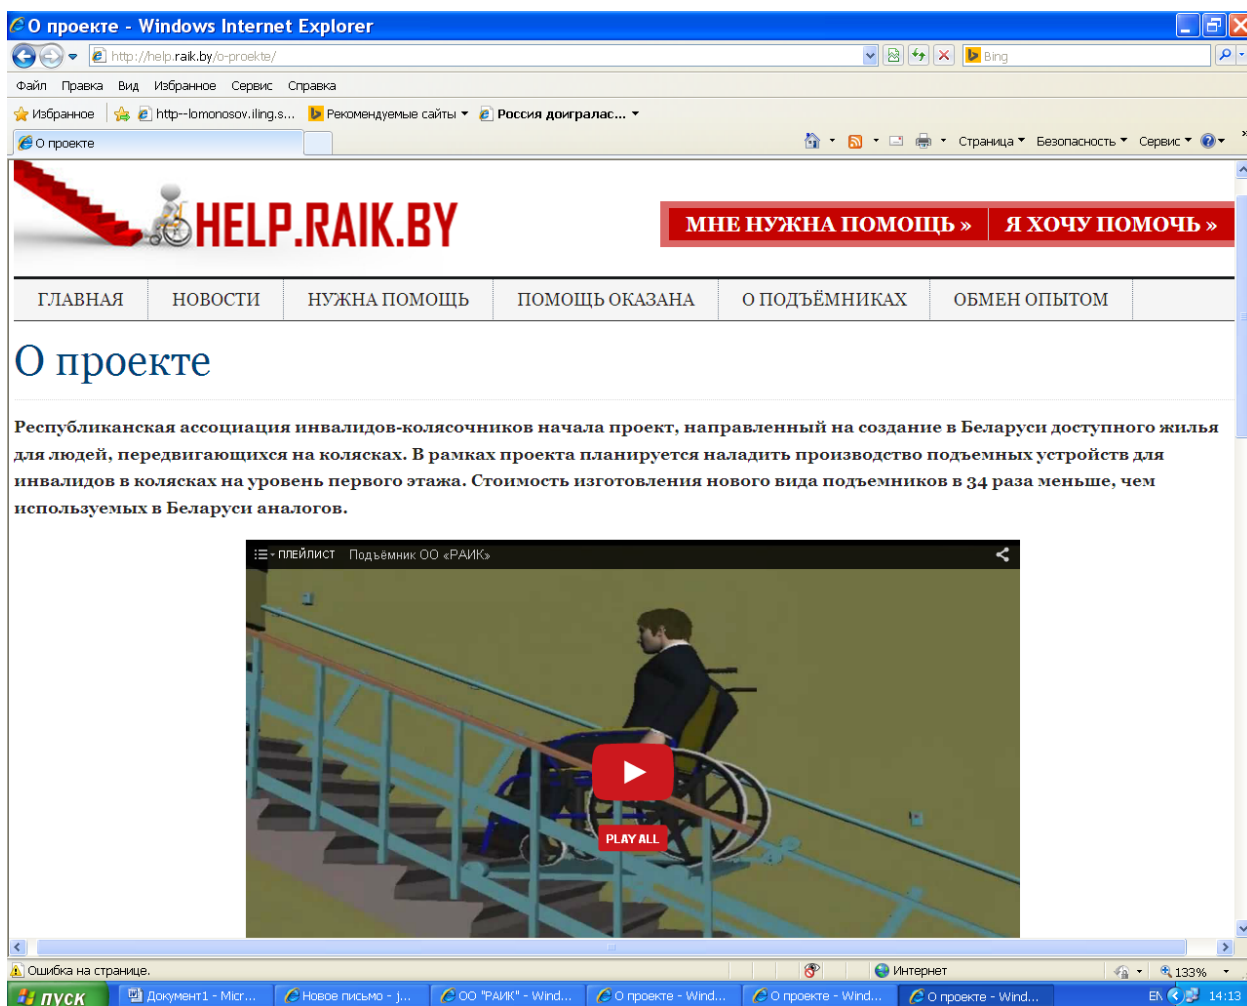 О проекте - Windows Internet Explorer
http://help.raik.by/o-proekte/
Bing
Файл Правка Вид Избранное Сервис Справка
Избранное http--lomonosov.iling.s... Рекомендуемые сайты Россия доигралас...
О проекте
Страница Безопасность Сервис
HELP.RAIK.BY
МНЕ НУЖНА ПОМОЩЬ » Я ХОЧУ ПОМОЧЬ »
ГЛАВНАЯ НОВОСТИ НУЖНА ПОМОЩЬ ПОМОЩЬ ОКАЗАНА О ПОДЪЁМНИКАХ ОБМЕН ОПЫТОМ
О проекте
Республиканская ассоциация инвалидов-колясочников начала проект, направленный на создание в Беларуси доступного жилья
для людей, передвигающихся на колясках. В рамках проекта планируется наладить производство подъемных устройств для
инвалидов в колясках на уровень первого этажа. Стоимость изготовления нового вида подъемников в 34 раза меньше, чем
используемых в Беларуси аналогов.
ПЛЕЙЛИСТ Подъёмник ОО «РАИК»
PLAY ALL
Ошибка на странице.
Интернет
133%
пуск
Документ1 - Micr...
Новое письмо - j...
ОО "РАИК" - Wind...
О проекте - Wind...
О проекте - Wind...
О проекте - Wind...
EN
14:13